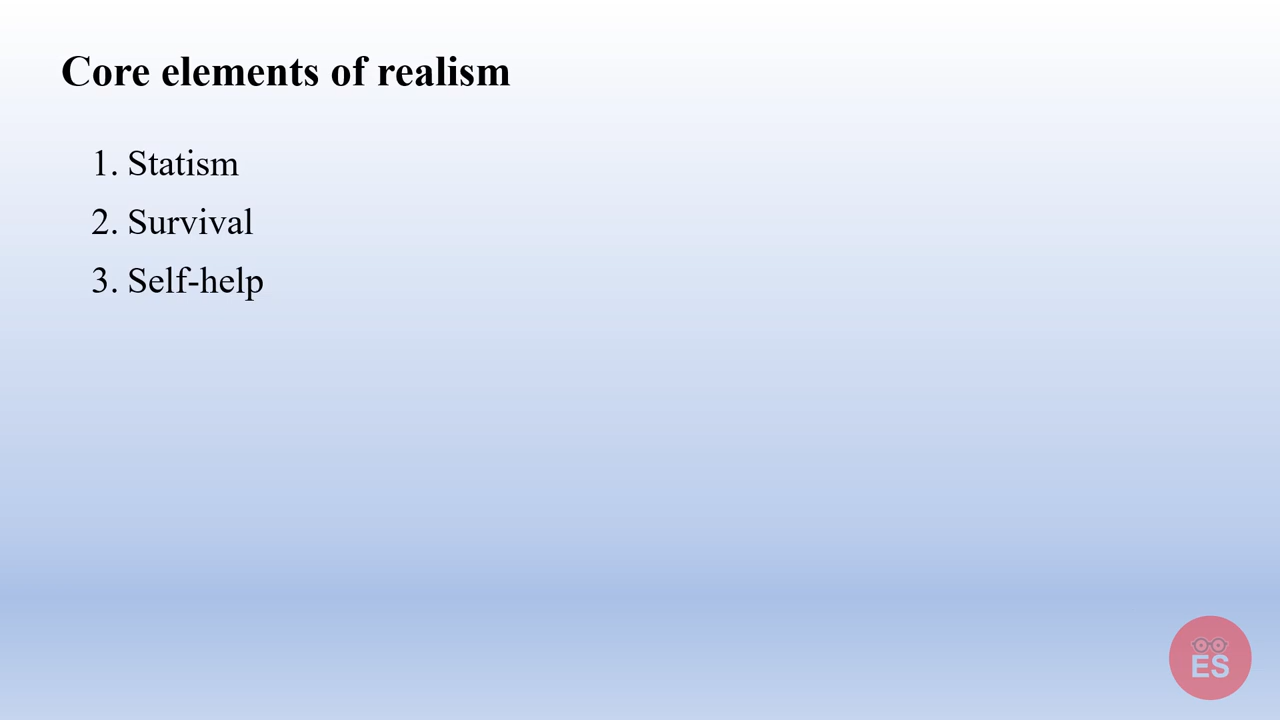 Core elements of realism
1. Statism
2. Survival
3. Self-help
ES